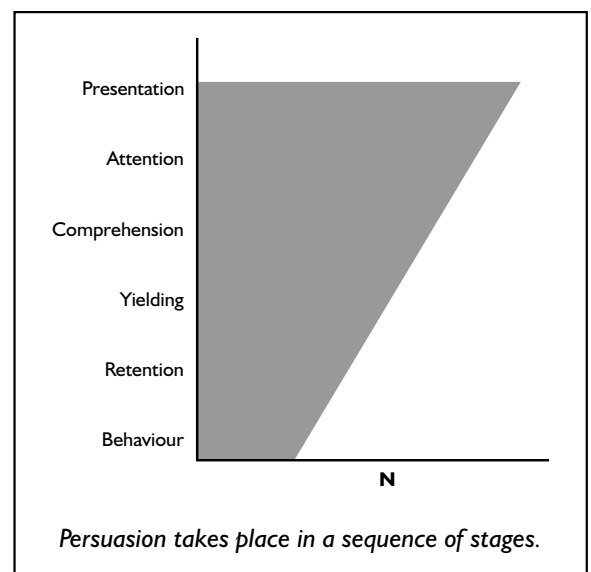 Presentation
Attention
Comprehension
Yielding
Retention
Behaviour
N
Persuasion takes place in a sequence of stages.